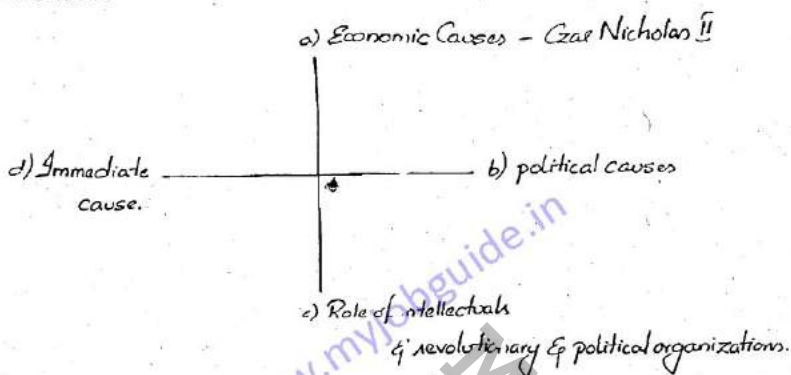 a) Economic Causes - Czar Nicholas II
d) Immediate
cause.
b) political causes
c) Role of intellectuals
& revolutionary & political organizations.
www.myjobguide.in